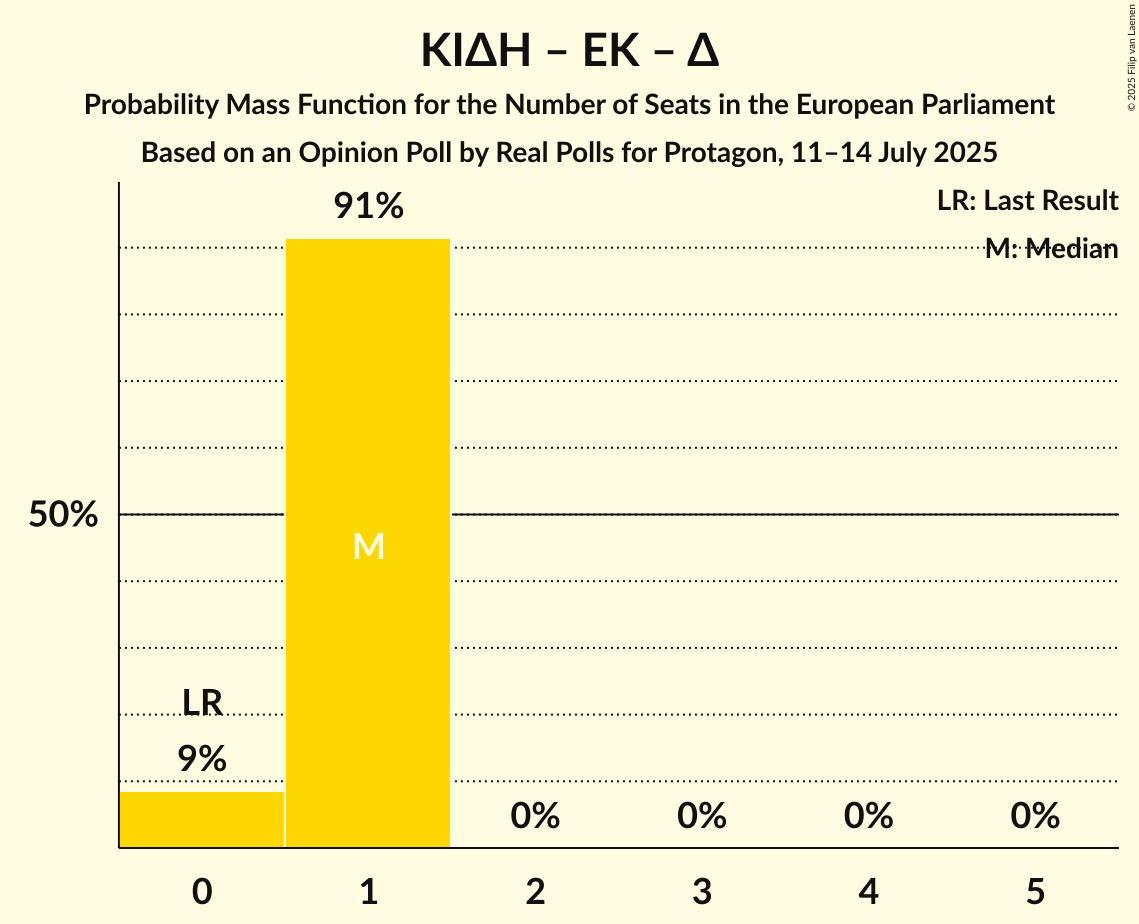 ΚΙΔΗ – ΕΚ – Δ
Probability Mass Function for the Number of Seats in the European Parliament
Based on an Opinion Poll by Real Polls for Protagon, 11–14 July 2025
© 2025 Filip van Laenen
LR: Last Result
M: Median
91%
50%
M
LR
9%
0% 0% 0% 0%
0 1 2 3 4 5